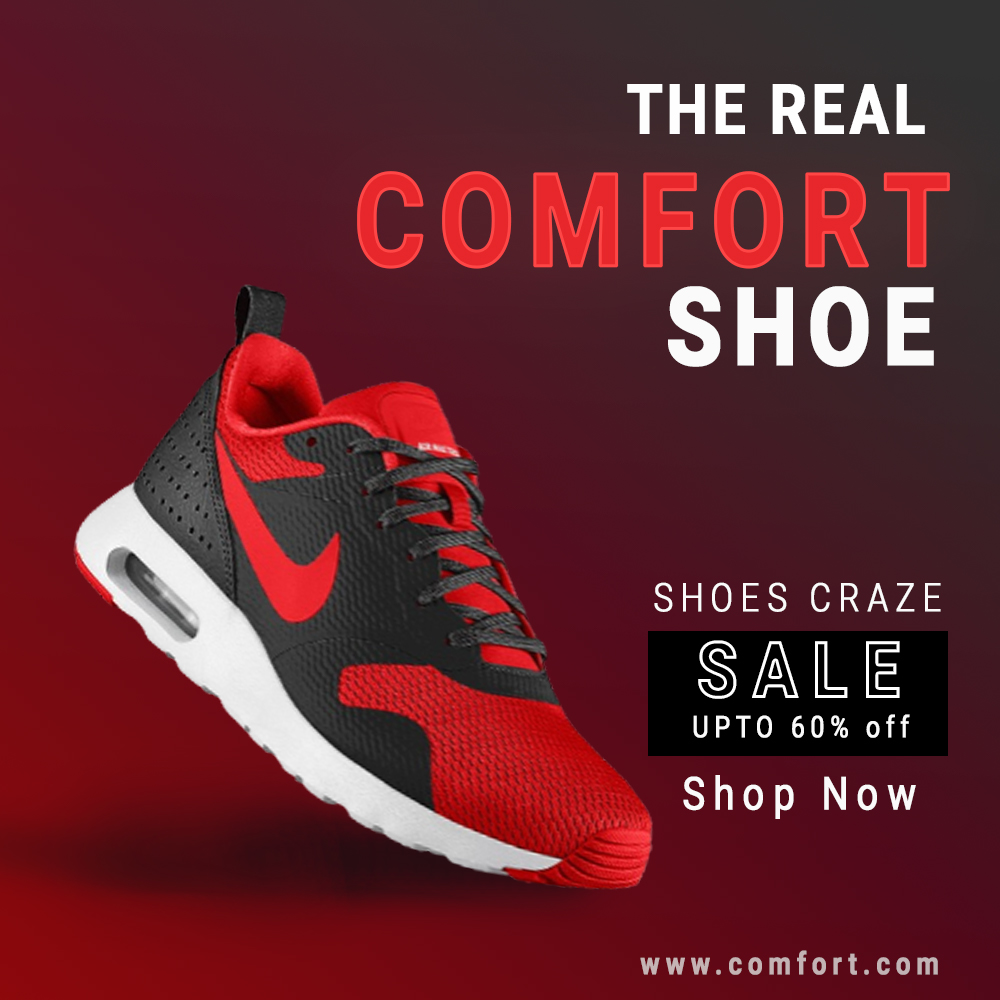 THE REAL
COMFORT
SHOE
SHOES CRAZE
SALE
UPTO 60% off
Shop Now
www.comfort.com